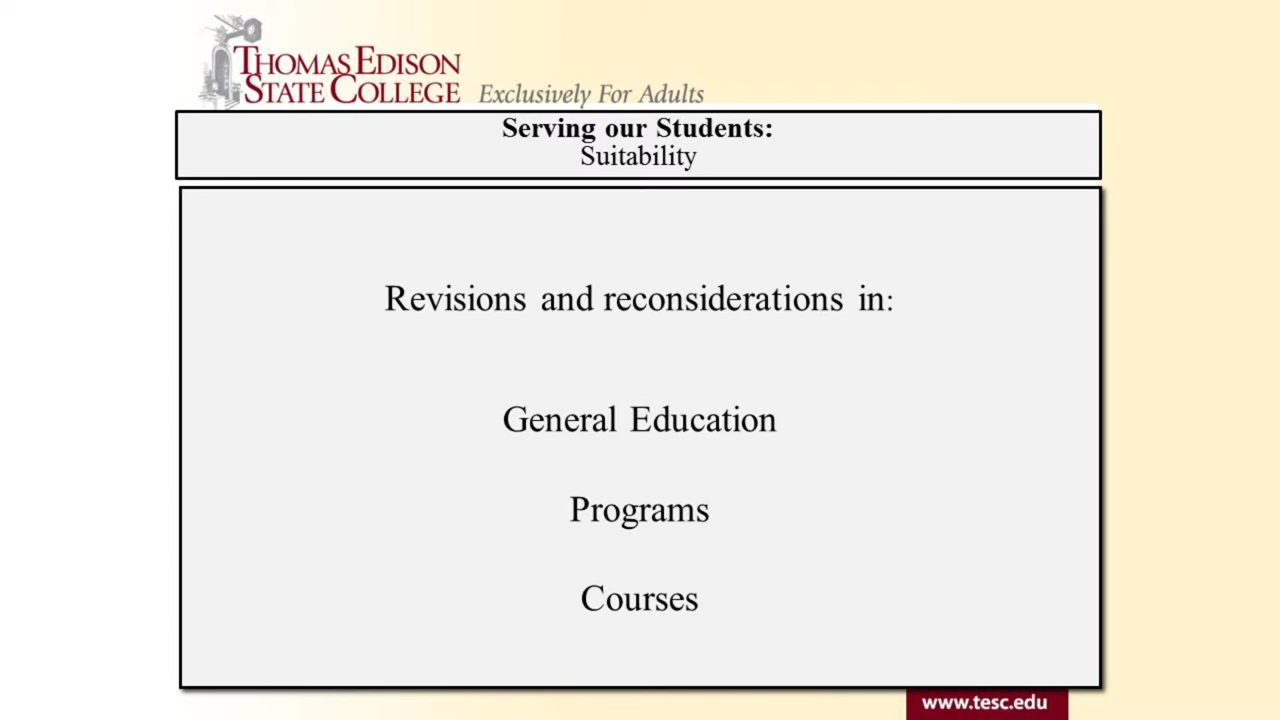 THOMAS EDISON
STATE COLLEGE Exclusively For Adults
Serving our Students:
Suitability
Revisions and reconsiderations in:
General Education
Programs
Courses
www.tesc.edu